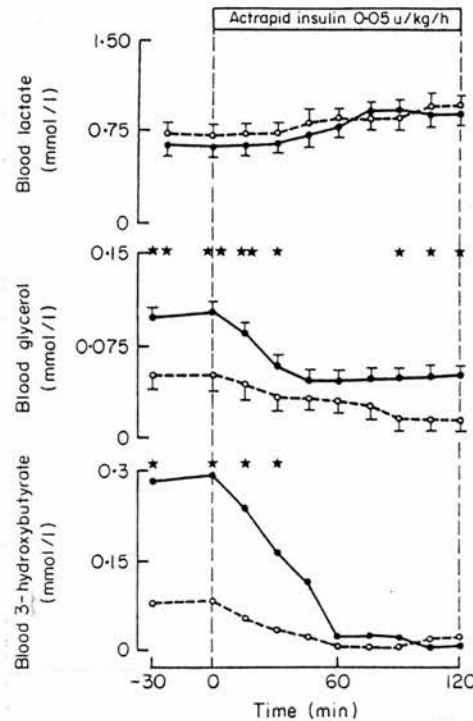 Actrapid insulin 0·05 u/kg/h
Blood lactate
(mmol/l)
1·50
0·75
0
★★ ★★ ★★ ★ ★ ★ ★
Blood glycerol
(mmol/l)
0·15
0·075
0
★ ★ ★ ★
Blood 3-hydroxybutyrate
(mmol/l)
0·3
0·15
0
-30 0 60 120
Time (min)